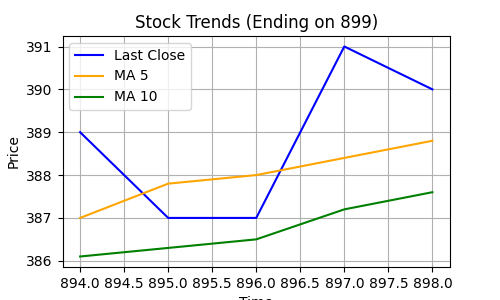 Stock Trends (Ending on 899)
Last Close
MA 5
MA 10
Price
391
390
389
388
387
386
894.0 894.5 895.0 895.5 896.0 896.5 897.0 897.5 898.0
Time